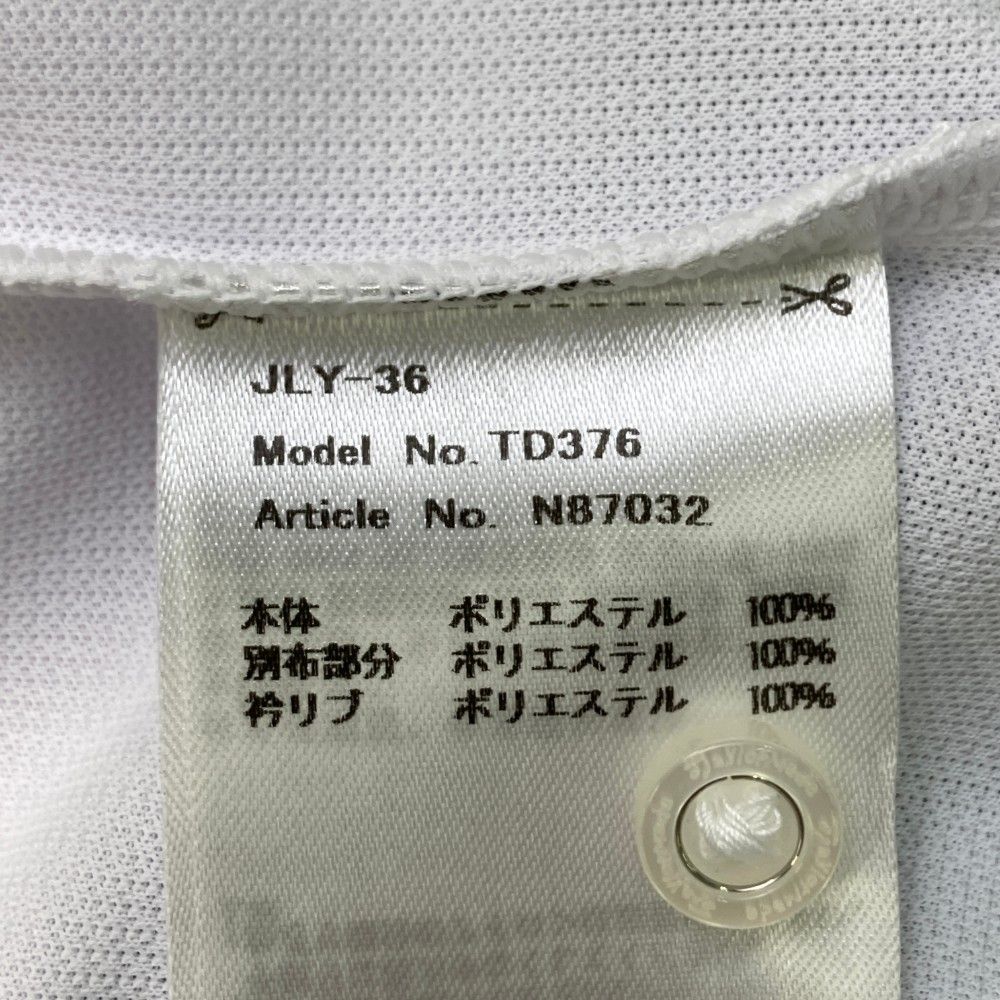 JLY-36
Model No. TD376
Article No. N87032
本体 ポリエステル 100%
別布部分 ポリエステル 100%
衿リブ ポリエステル 100%